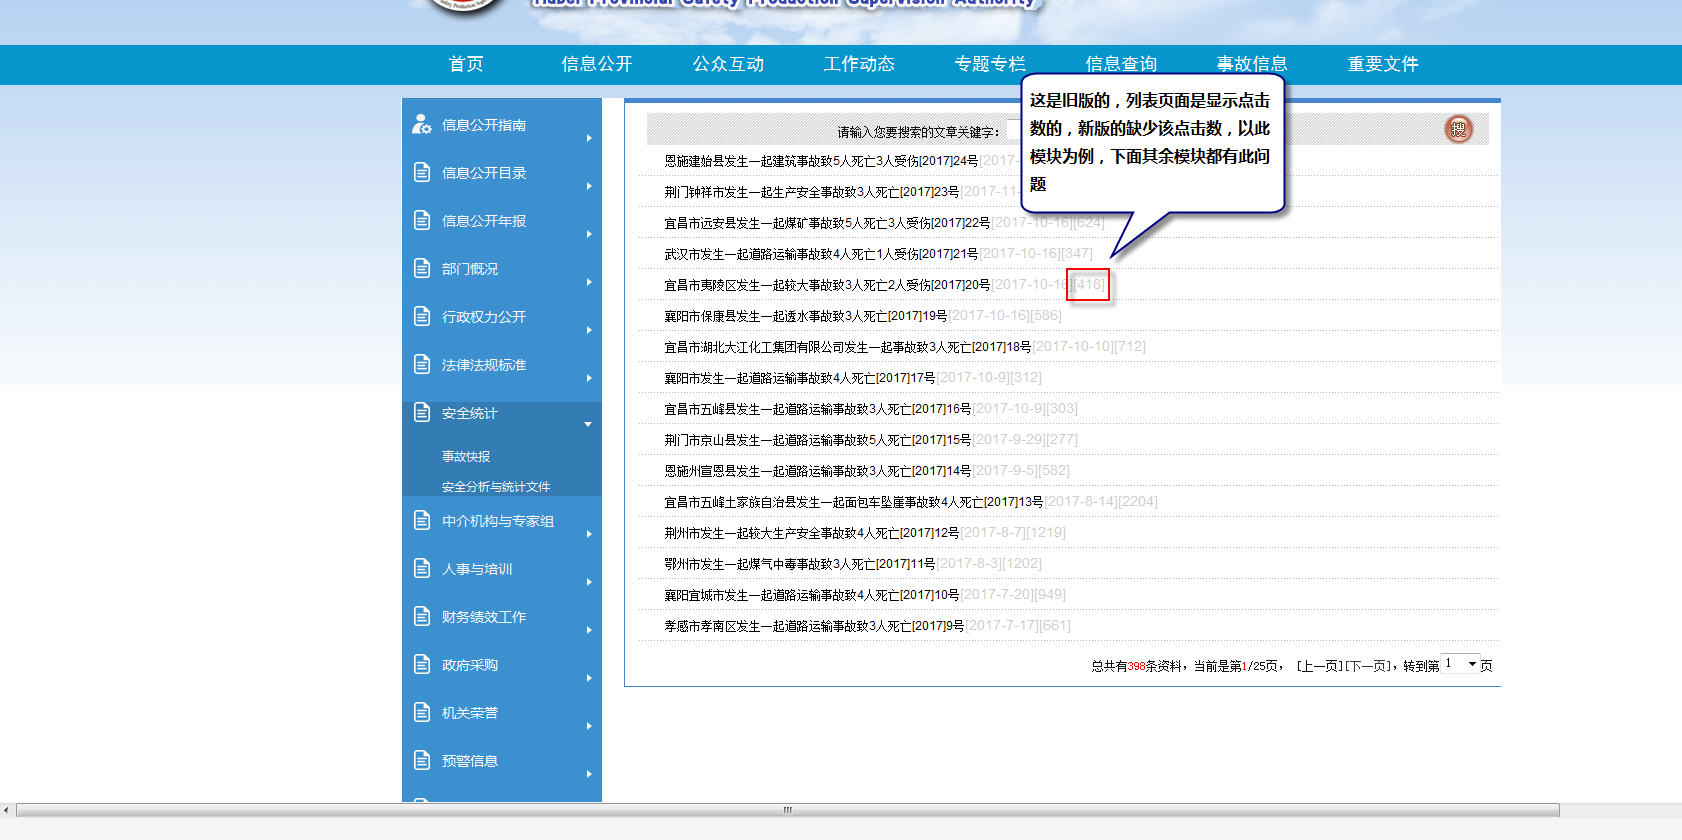 Hubei Provincial Safety Production Supervision Authority
首页 信息公开 公众互动 工作动态 专题专栏 信息查询 事故信息 重要文件
这是旧版的，列表页面是显示点击
数的，新版的缺少该点击数，以此
模块为例，下面其余模块都有此问
题
信息公开指南
信息公开目录
信息公开年报
部门概况
行政权力公开
法律法规标准
安全统计
事故快报
安全分析与统计文件
中介机构与专家组
人事与培训
财务绩效工作
政府采购
机关荣誉
预警信息
请输入您要搜索的文章关键字：
搜
恩施建始县发生一起建筑事故致5人死亡3人受伤[2017]24号[2017-
荆门钟祥市发生一起生产安全事故致3人死亡[2017]23号[2017-11-
宜昌市远安县发生一起煤矿事故致5人死亡3人受伤[2017]22号[2017-10-16][624]
武汉市发生一起道路运输事故致4人死亡1人受伤[2017]21号[2017-10-16][347]
宜昌市夷陵区发生一起较大事故致3人死亡2人受伤[2017]20号[2017-10-16][418]
襄阳市保康县发生一起透水事故致3人死亡[2017]19号[2017-10-16][586]
宜昌市湖北大江化工集团有限公司发生一起事故致3人死亡[2017]18号[2017-10-10][712]
襄阳市发生一起道路运输事故致4人死亡[2017]17号[2017-10-9][312]
宜昌市五峰县发生一起道路运输事故致3人死亡[2017]16号[2017-10-9][303]
荆门市京山县发生一起道路运输事故致5人死亡[2017]15号[2017-9-29][277]
恩施州宣恩县发生一起道路运输事故致3人死亡[2017]14号[2017-9-5][582]
宜昌市五峰土家族自治县发生一起面包车坠崖事故致4人死亡[2017]13号[2017-8-14][2204]
荆州市发生一起较大生产安全事故致4人死亡[2017]12号[2017-8-7][1219]
鄂州市发生一起煤气中毒事故致3人死亡[2017]11号[2017-8-3][1202]
襄阳宜城市发生一起道路运输事故致4人死亡[2017]10号[2017-7-20][949]
孝感市孝南区发生一起道路运输事故致3人死亡[2017]9号[2017-7-17][661]
总共有398条资料，当前是第1/25页， [上一页][下一页]，转到第 1 页